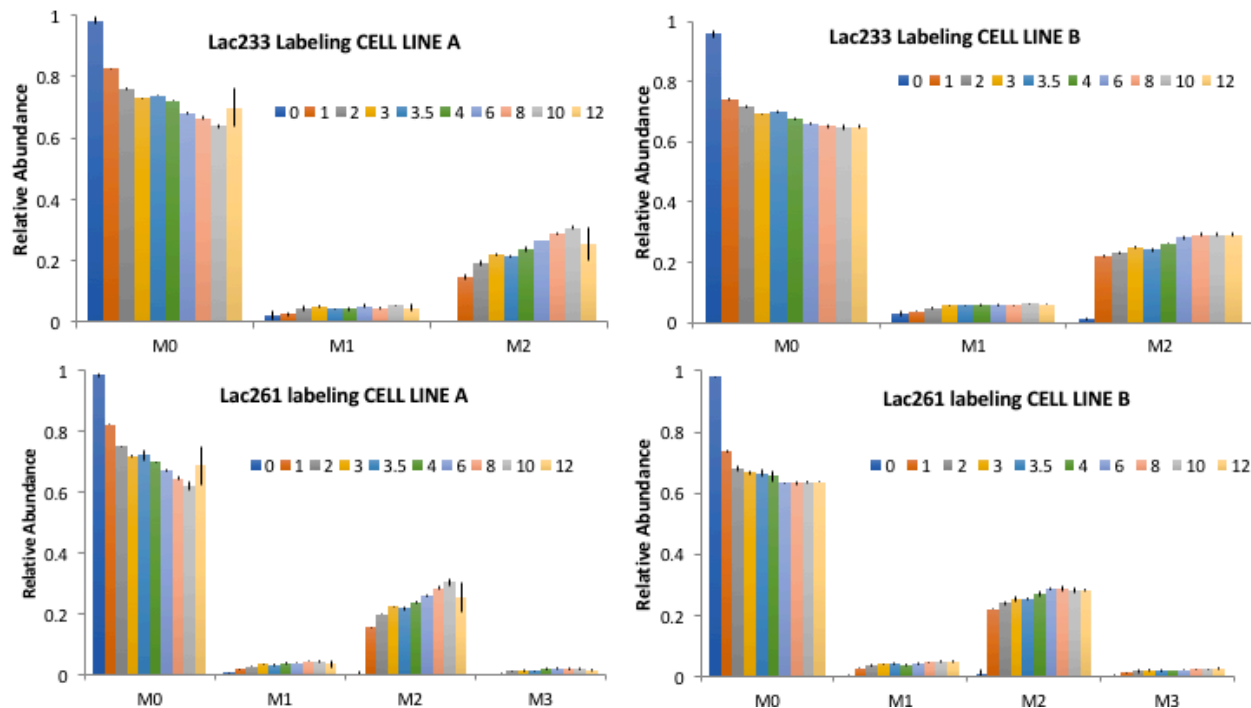 Lac233 Labeling CELL LINE A
Relative Abundance
1
0.8
0.6
0.4
0.2
0
0 1 2 3 3.5 4 6 8 10 12
M0 M1 M2
Lac233 Labeling CELL LINE B
Relative Abundance
1
0.8
0.6
0.4
0.2
0
0 1 2 3 3.5 4 6 8 10 12
M0 M1 M2
Lac261 labeling CELL LINE A
Relative Abundance
1
0.8
0.6
0.4
0.2
0
0 1 2 3 3.5 4 6 8 10 12
M0 M1 M2 M3
Lac261 labeling CELL LINE B
Relative Abundance
1
0.8
0.6
0.4
0.2
0
0 1 2 3 3.5 4 6 8 10 12
M0 M1 M2 M3